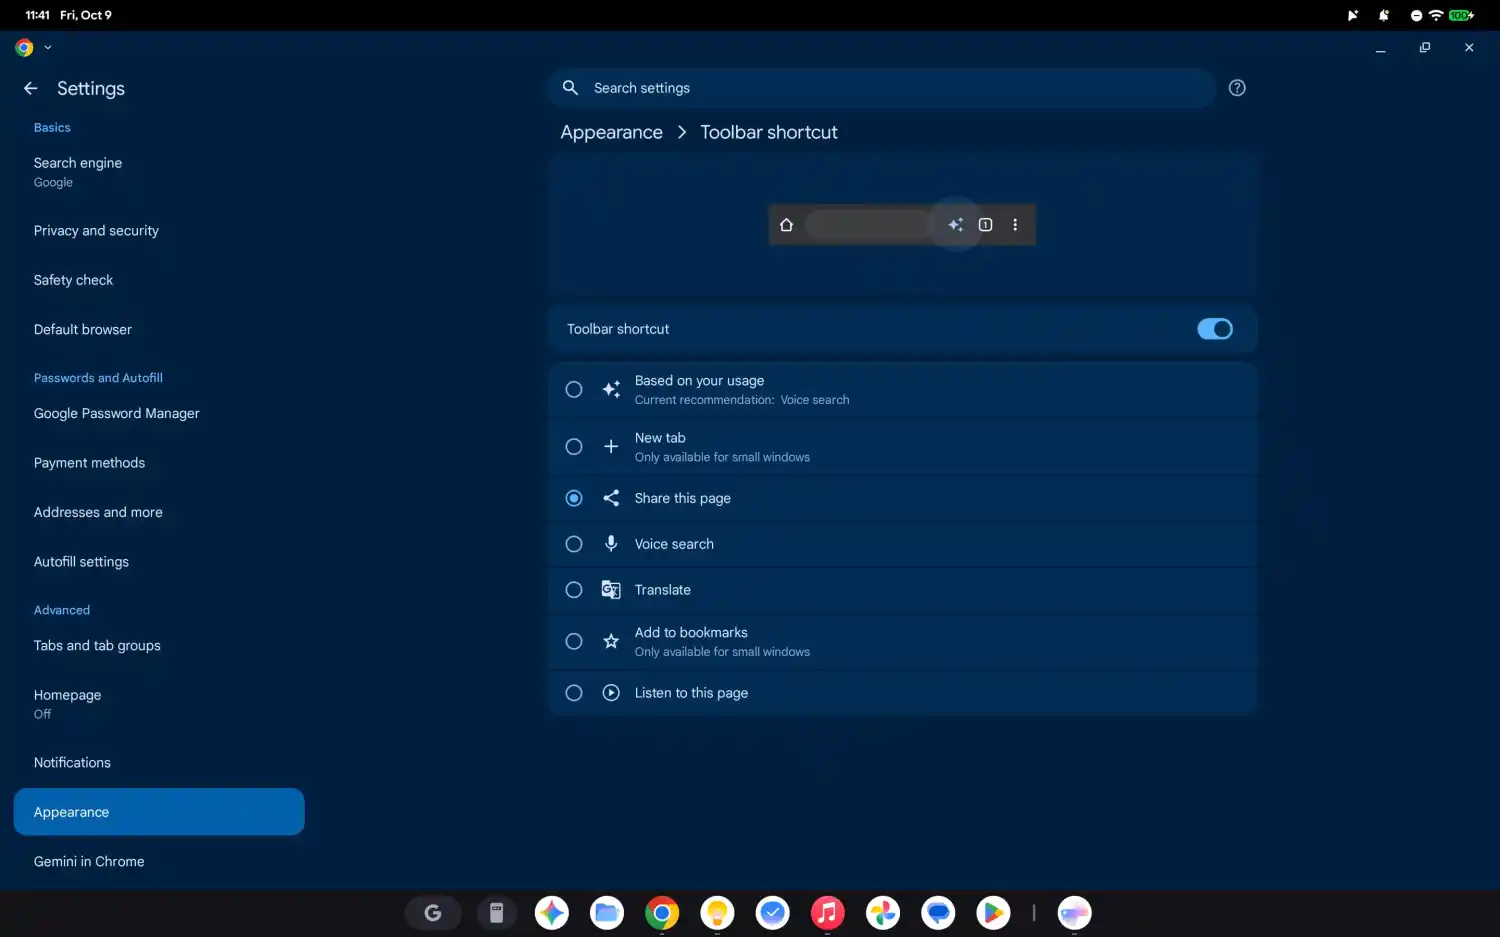 11:41 Fri, Oct 9
100
Settings
Search settings
Basics
Appearance > Toolbar shortcut
Search engine
Google
1
Privacy and security
Safety check
Default browser
Toolbar shortcut
Passwords and Autofill
Based on your usage
Current recommendation: Voice search
Google Password Manager
New tab
Only available for small windows
Payment methods
Share this page
Addresses and more
Voice search
Autofill settings
Translate
Advanced
Add to bookmarks
Only available for small windows
Tabs and tab groups
Homepage
Off
Listen to this page
Notifications
Appearance
Gemini in Chrome
G